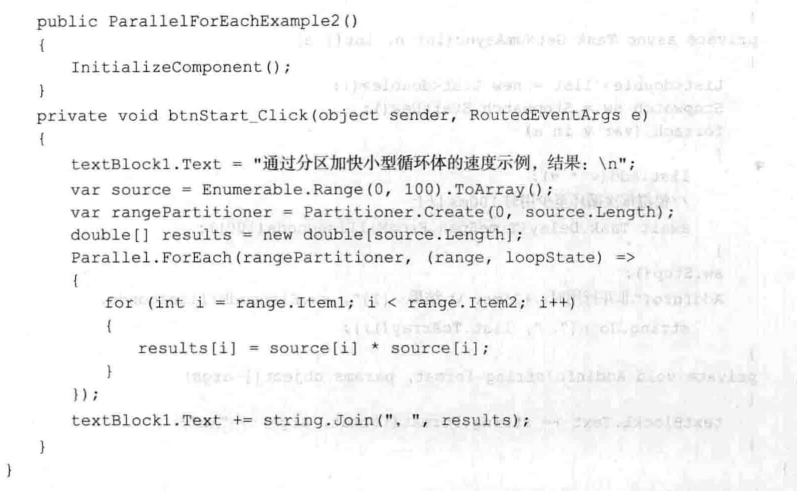 public ParallelForEachExample2()
{
InitializeComponent();
}
private void btnStart_Click(object sender, RoutedEventArgs e)
{
textBlock1.Text = "通过分区加快小型循环体的速度示例，结果：\n";
var source = Enumerable.Range(0, 100).ToArray();
var rangePartitioner = Partitioner.Create(0, source.Length);
double[] results = new double[source.Length];
Parallel.ForEach(rangePartitioner, (range, loopState) =>
{
for (int i = range.Item1; i < range.Item2; i++)
{
results[i] = source[i] * source[i];
}
});
textBlock1.Text += string.Join(", ", results);
}
}